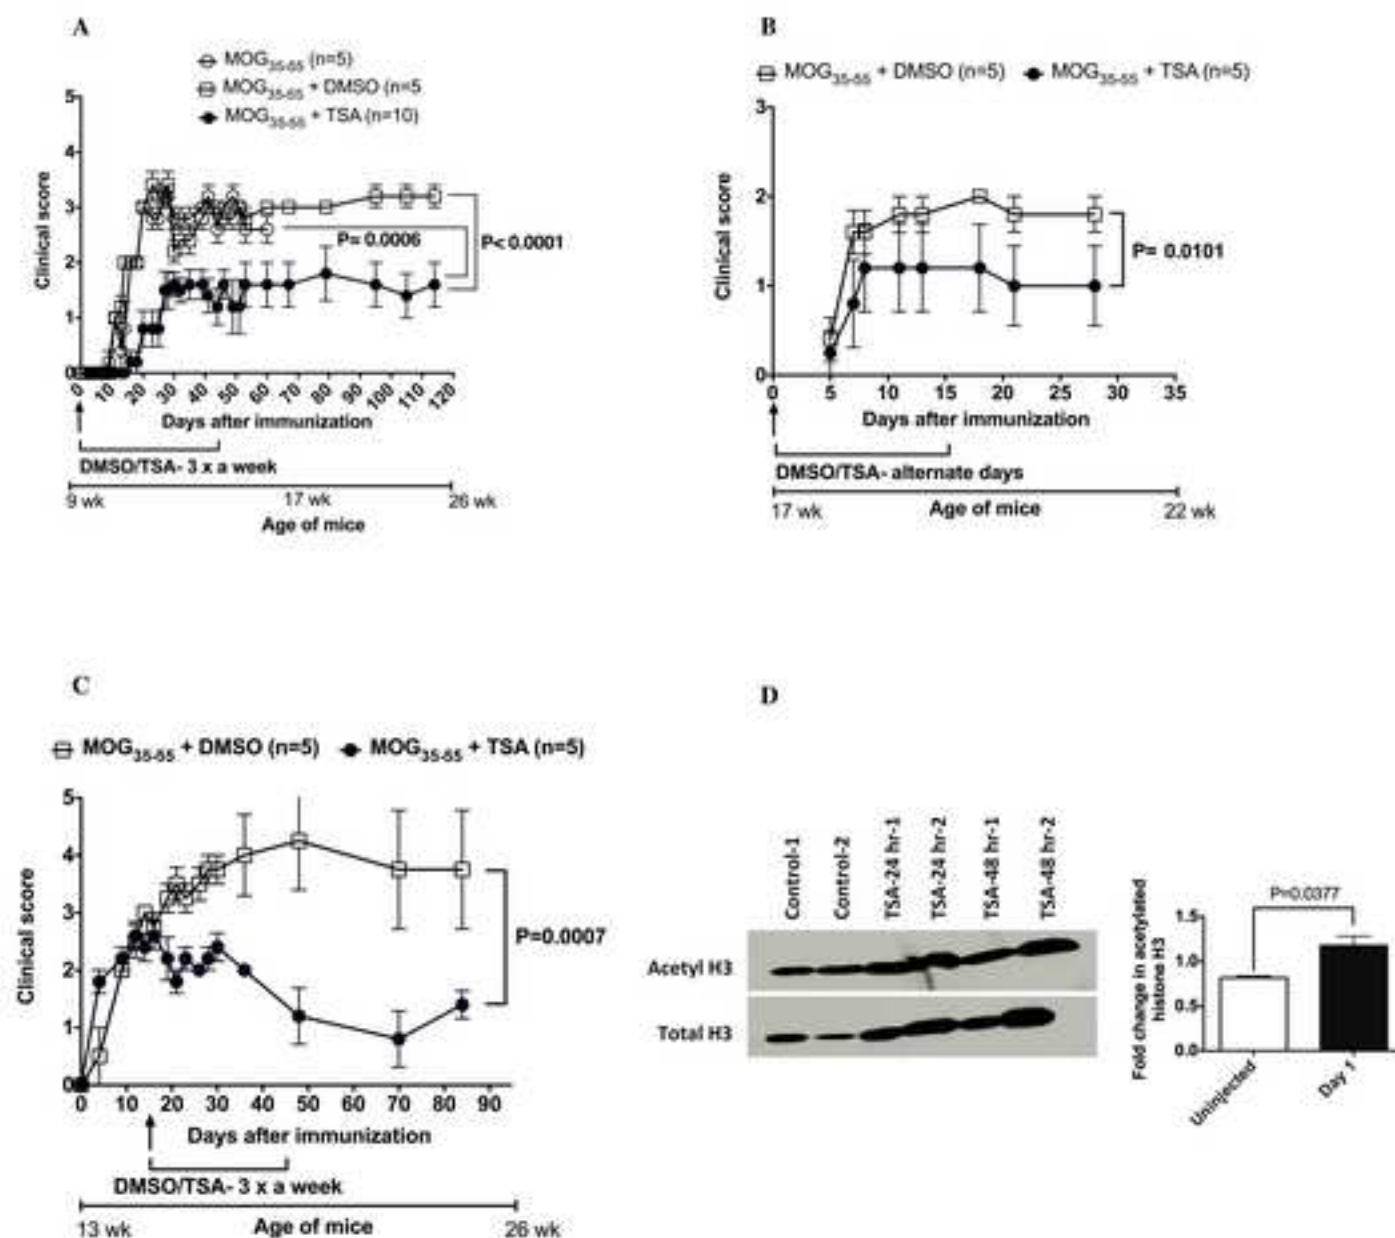 A
MOG35-55 (n=5)
MOG35-55 + DMSO (n=5
MOG35-55 + TSA (n=10)
5
4
3
2
1
0
Clinical score
P= 0.0006
P< 0.0001
0 10 20 30 40 50 60 70 80 90 100 110 120
Days after immunization
DMSO/TSA- 3 x a week
9 wk 17 wk 26 wk
Age of mice
B
MOG35-55 + DMSO (n=5) MOG35-55 + TSA (n=5)
3
2
1
0
Clinical score
P= 0.0101
0 5 10 15 20 25 30 35
Days after immunization
DMSO/TSA- alternate days
17 wk Age of mice 22 wk
C
MOG35-55 + DMSO (n=5) MOG35-55 + TSA (n=5)
5
4
3
2
1
0
Clinical score
P=0.0007
0 10 20 30 40 50 60 70 80 90
Days after immunization
DMSO/TSA- 3 x a week
13 wk Age of mice 26 wk
D
Control-1
Control-2
TSA-24 hr-1
TSA-24 hr-2
TSA-48 hr-1
TSA-48 hr-2
Acetyl H3
Total H3
Fold change in acetylated
histone H3
P=0.0377
1.5
1.0
0.5
0.0
Uninjected
Day 1